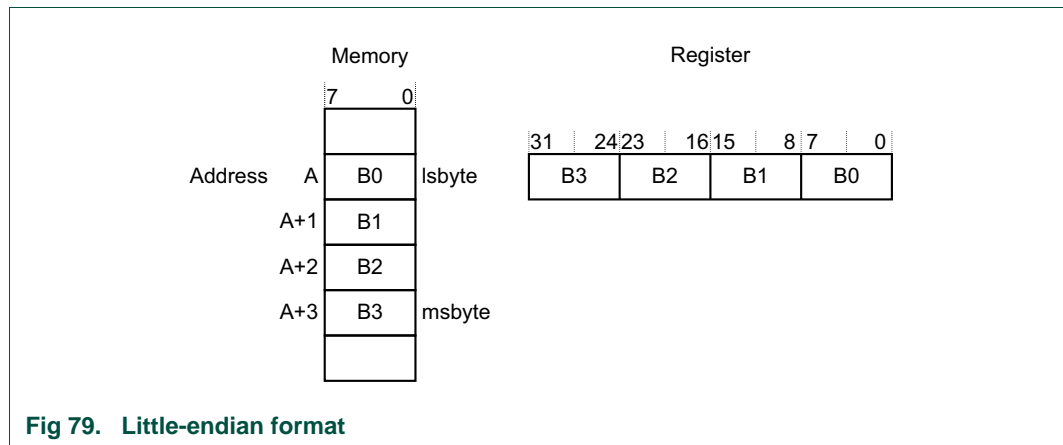 Memory Register
7 0
31 24 23 16 15 8 7 0
Address A B0 lsbyte B3 B2 B1 B0
A+1 B1
A+2 B2
A+3 B3 msbyte
Fig 79. Little-endian format